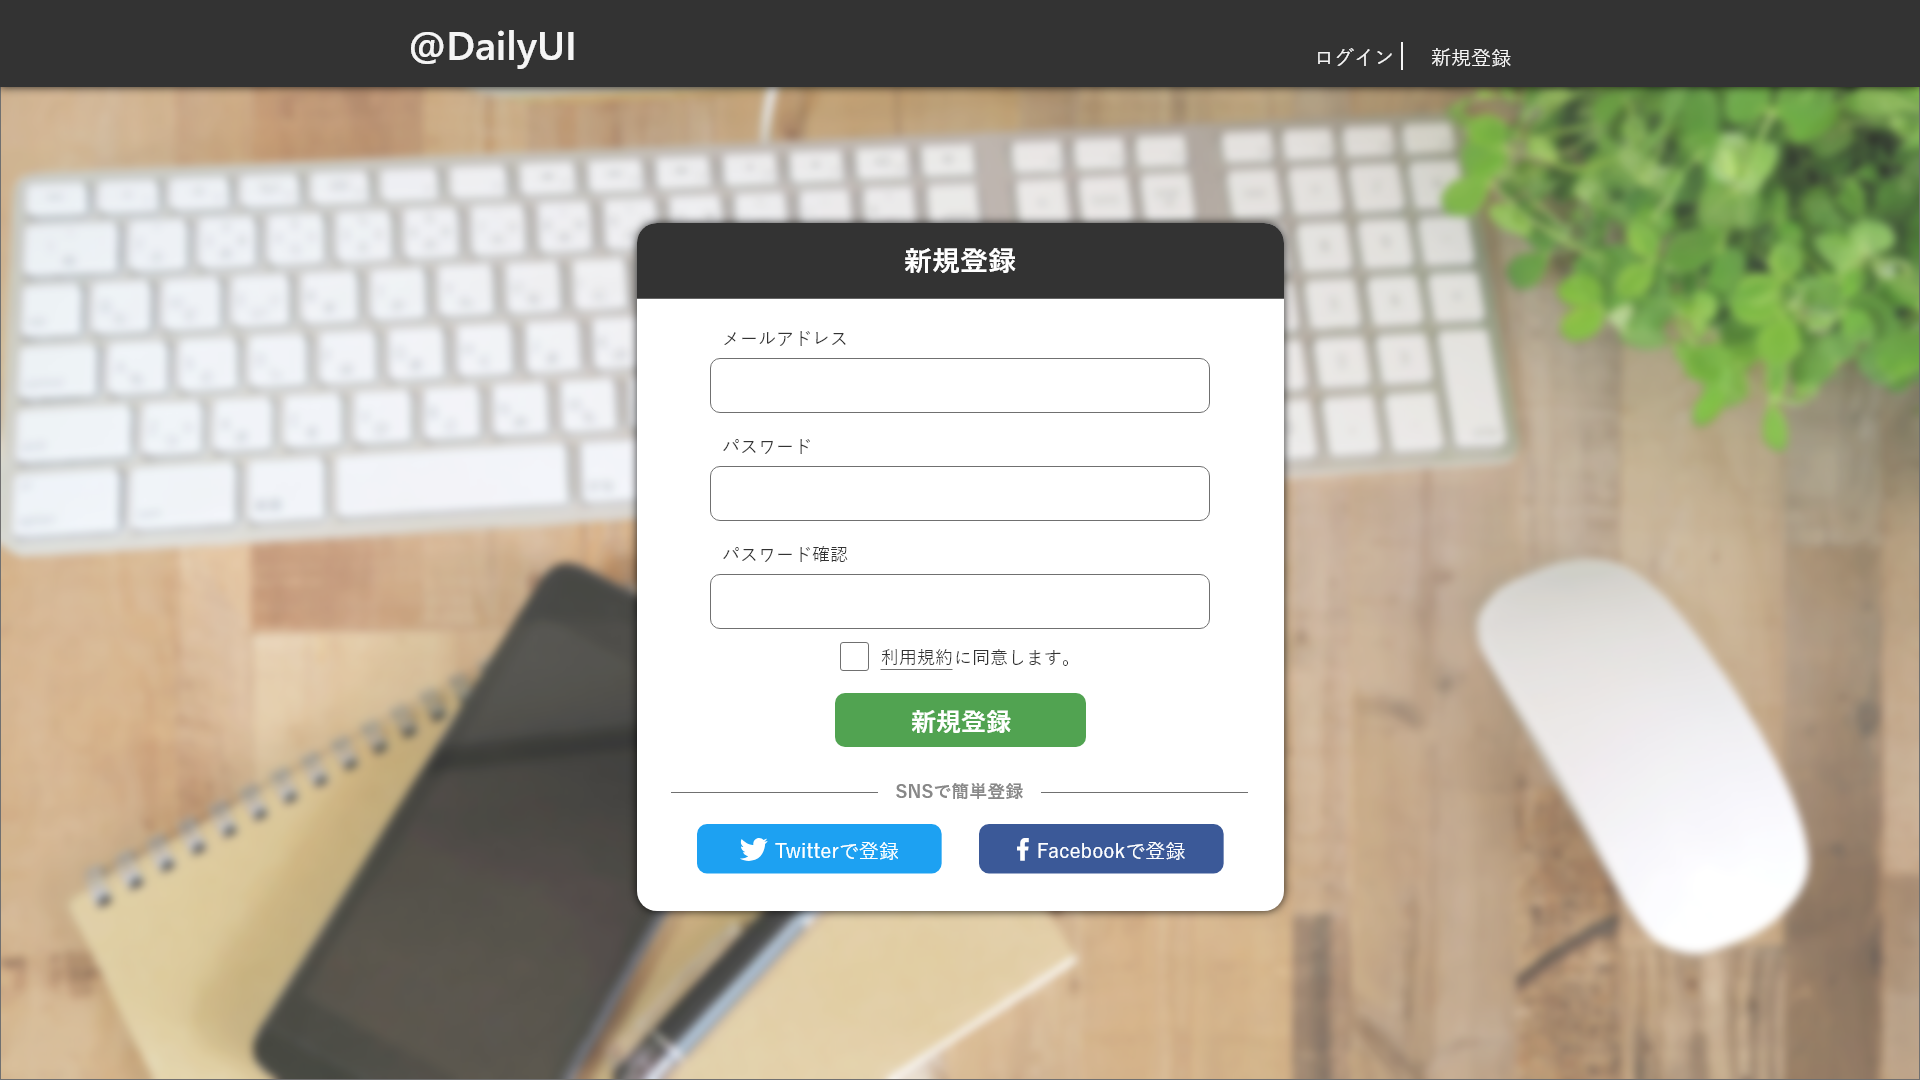 @DailyUI
ログイン
新規登録
新規登録
メールアドレス
パスワード
パスワード確認
利用規約に同意します。
新規登録
SNSで簡単登録
Twitterで登録
Facebookで登録